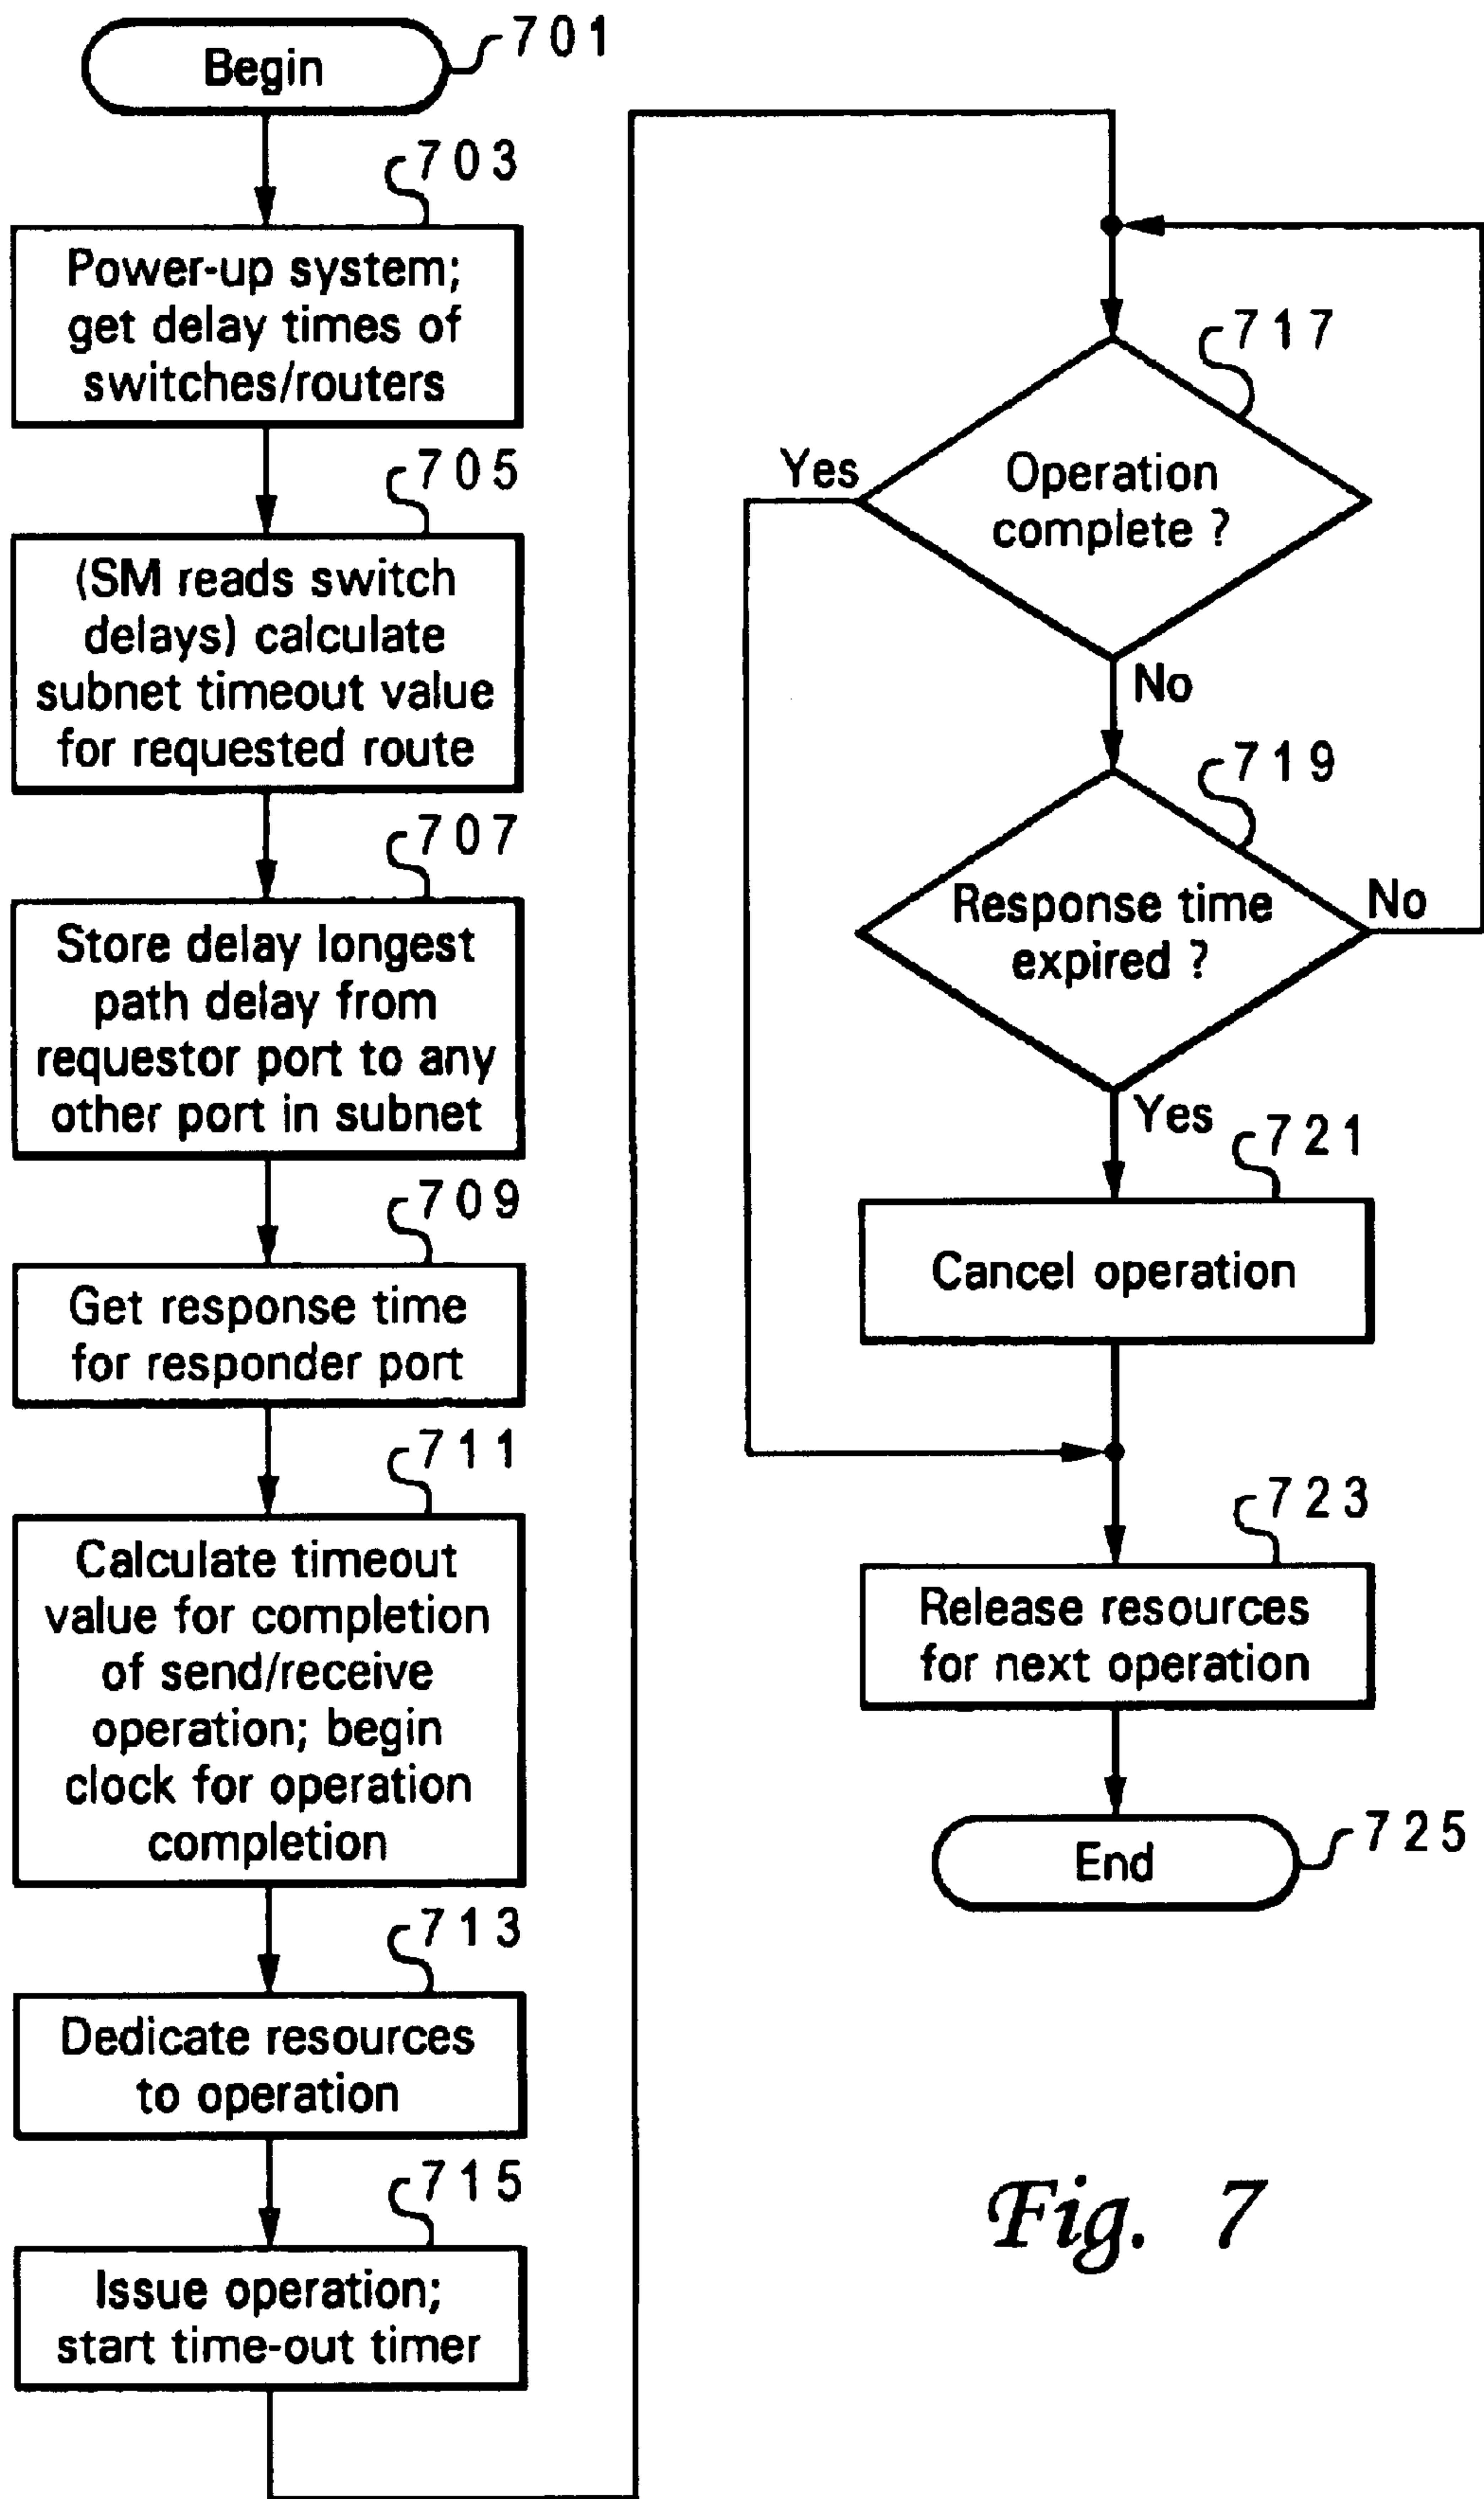 Begin
701
703
Power-up system;
get delay times of
switches/routers
705
(SM reads switch
delays) calculate
subnet timeout value
for requested route
707
Store delay longest
path delay from
requestor port to any
other port in subnet
709
Get response time
for responder port
711
Calculate timeout
value for completion
of send/receive
operation; begin
clock for operation
completion
713
Dedicate resources
to operation
715
Issue operation;
start time-out timer
717
Operation
complete ?
Yes
No
719
Response time
expired ?
No
Yes
721
Cancel operation
723
Release resources
for next operation
End
725
Fig. 7